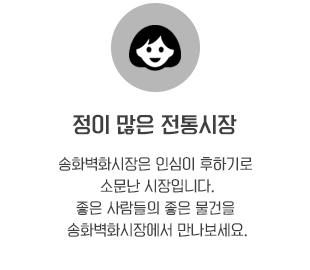 정이 많은 전통시장
송화벽화시장은 인심이 후하기로
소문난 시장입니다.
좋은 사람들의 좋은 물건을
송화벽화시장에서 만나보세요.